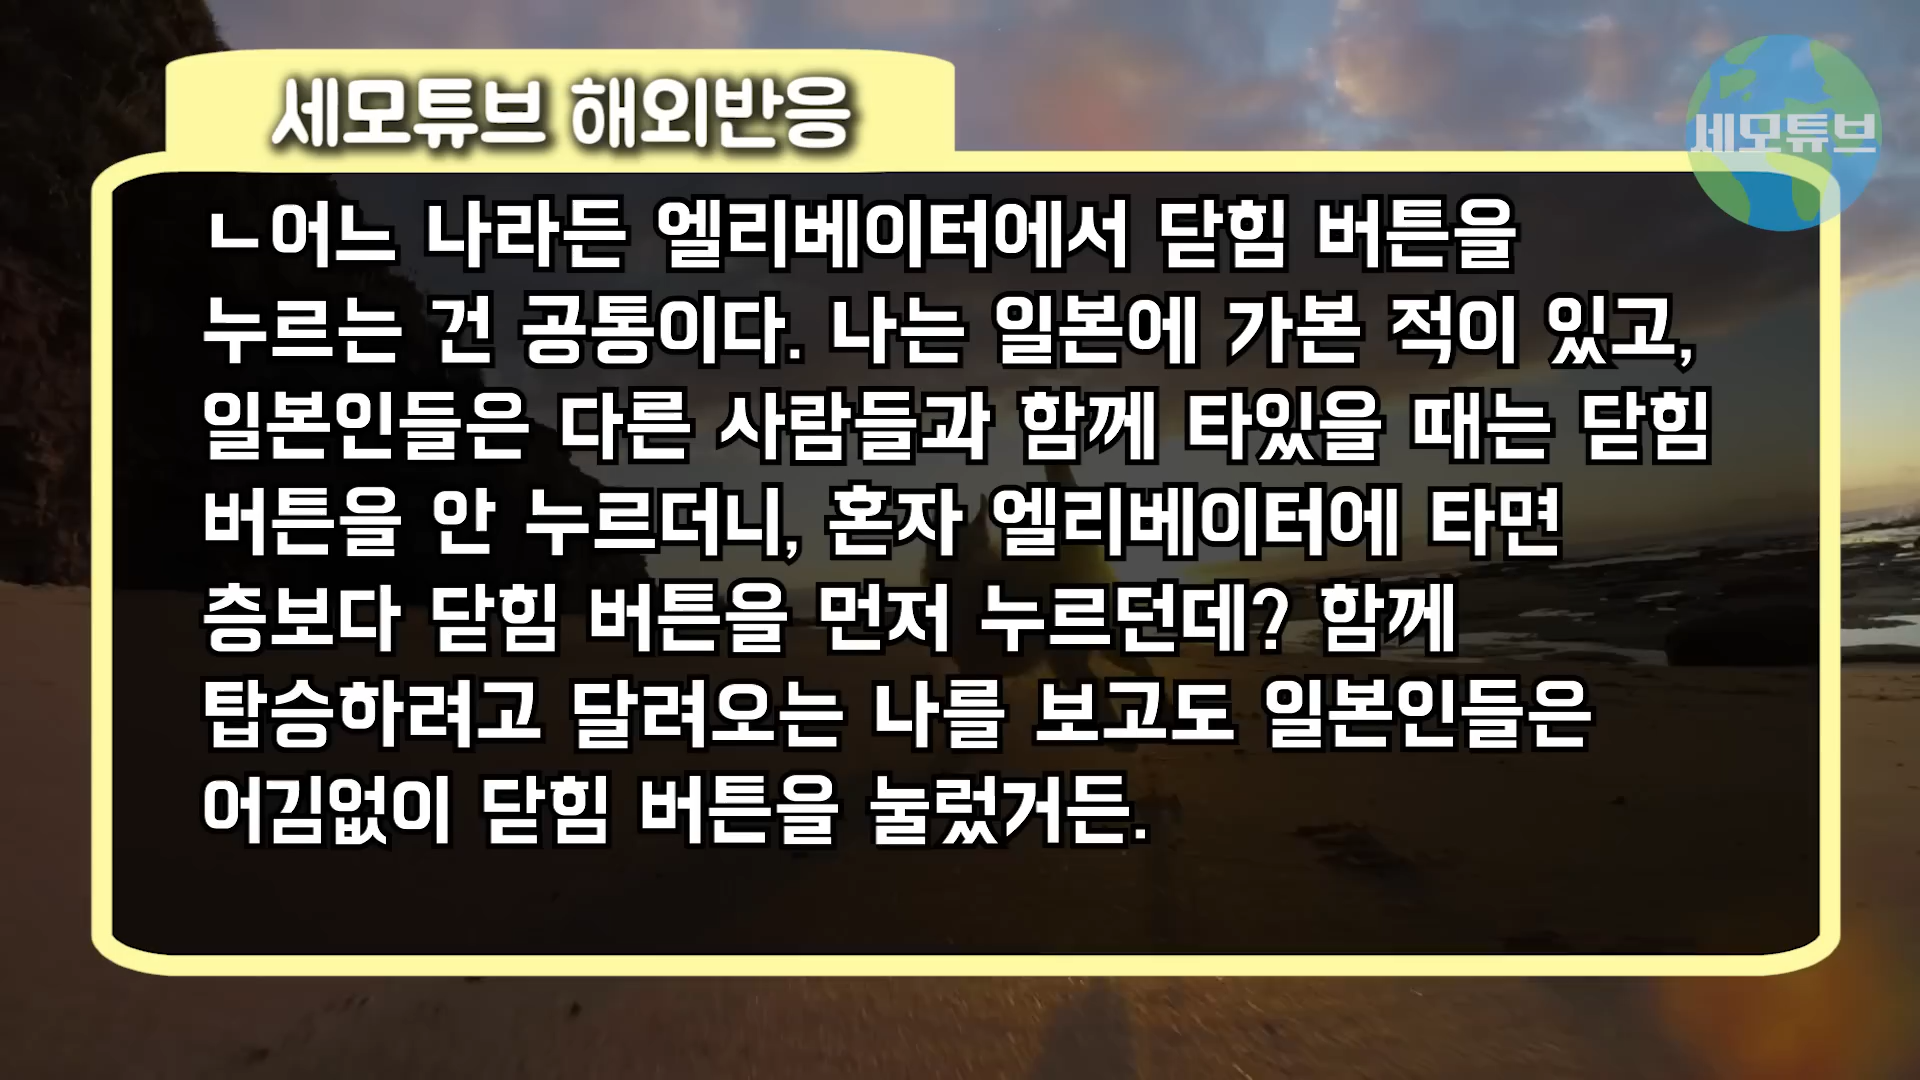 세모튜브 해외반응
세모튜브
ㄴ어느 나라든 엘리베이터에서 닫힘 버튼을
누르는 건 공통이다. 나는 일본에 가본 적이 있고,
일본인들은 다른 사람들과 함께 타있을 때는 닫힘
버튼을 안 누르더니, 혼자 엘리베이터에 타면
층보다 닫힘 버튼을 먼저 누르던데? 함께
탑승하려고 달려오는 나를 보고도 일본인들은
어김없이 닫힘 버튼을 눌렀거든.